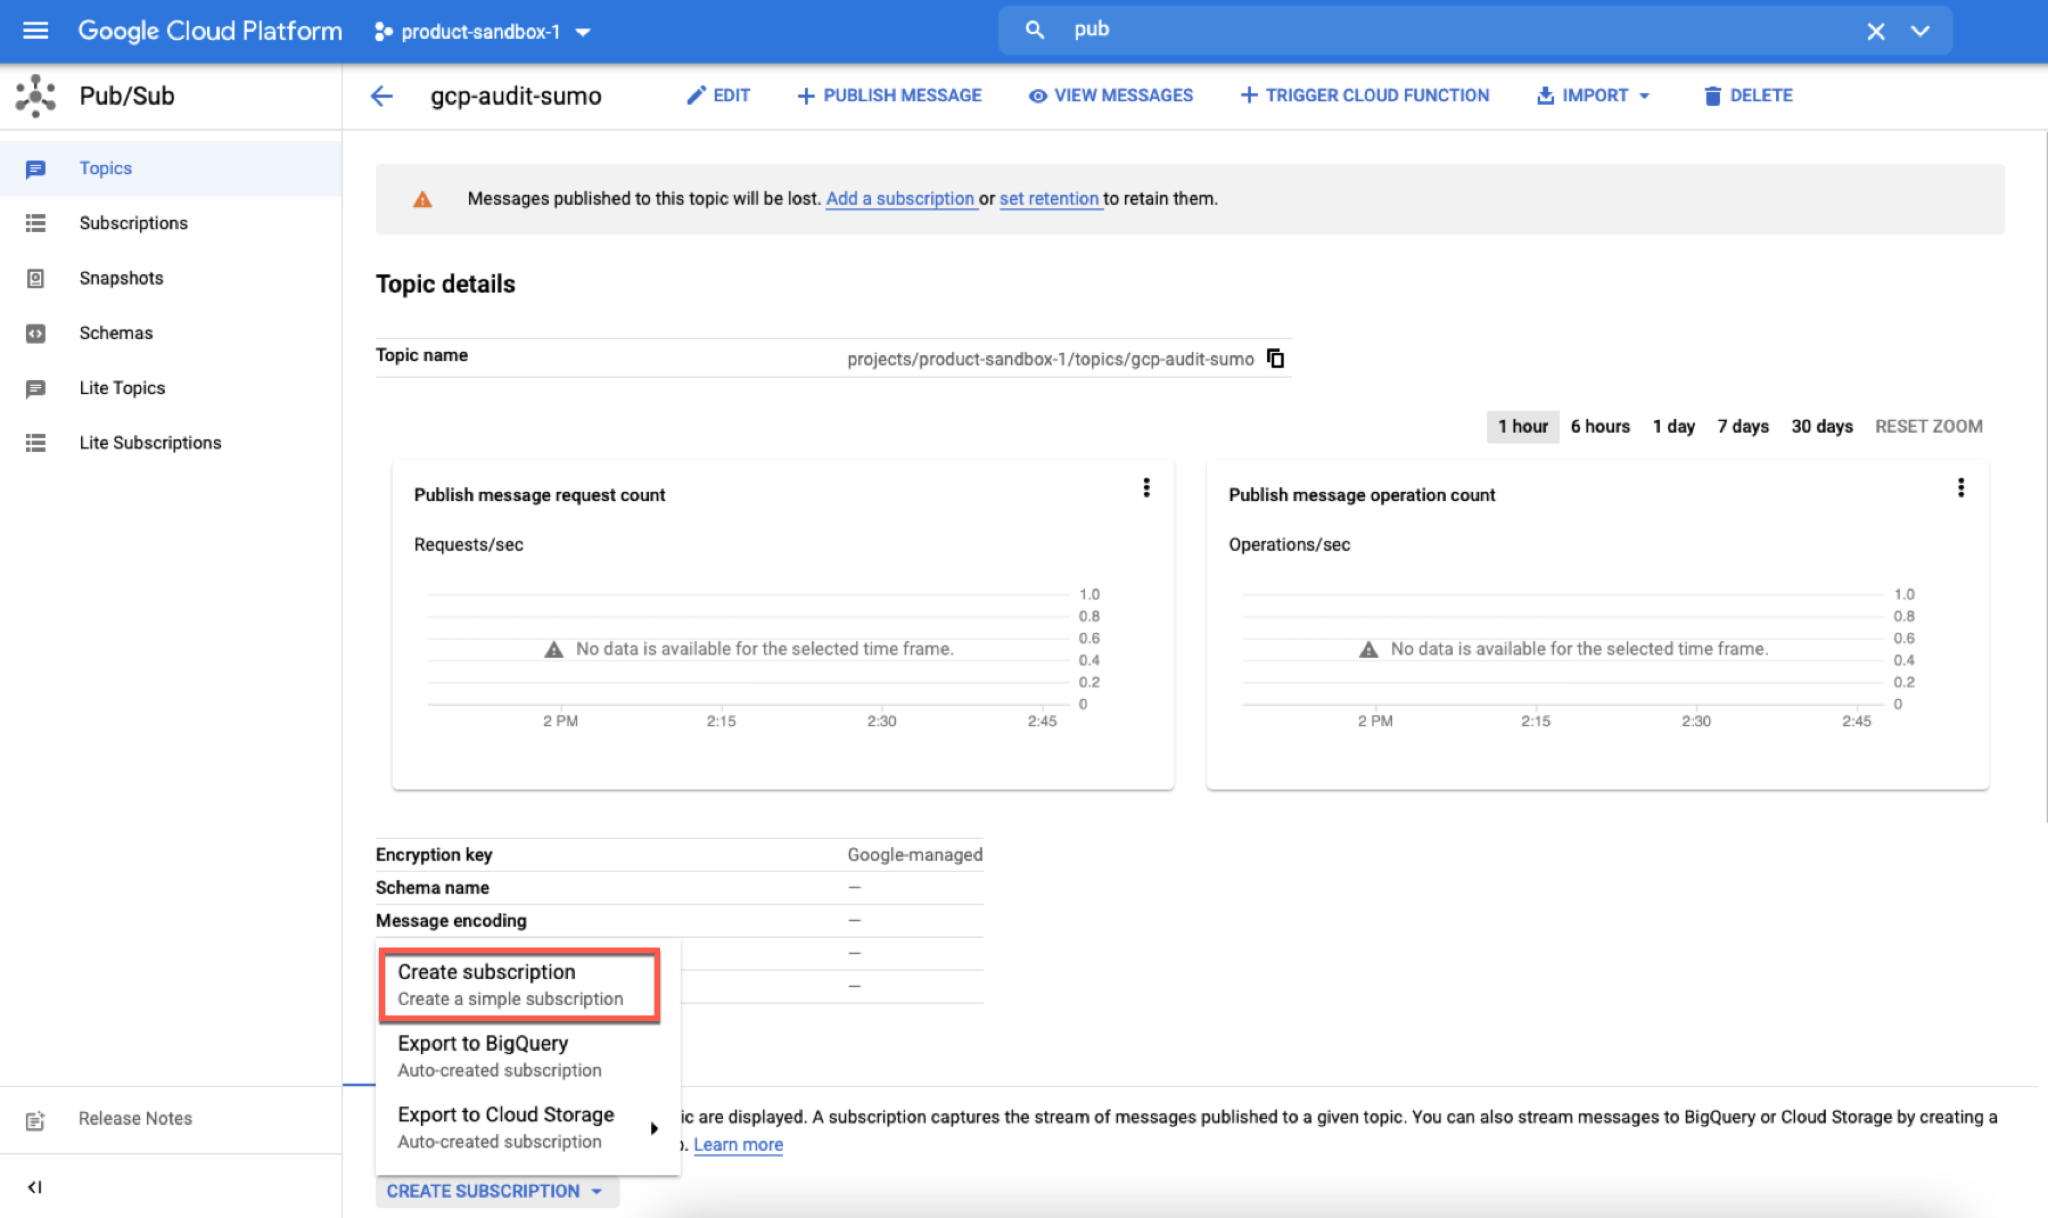 Google Cloud Platform
product-sandbox-1
pub
Pub/Sub
gcp-audit-sumo
EDIT
PUBLISH MESSAGE
VIEW MESSAGES
TRIGGER CLOUD FUNCTION
IMPORT
DELETE
Topics
Subscriptions
Snapshots
Schemas
Lite Topics
Lite Subscriptions
Messages published to this topic will be lost. Add a subscription or set retention to retain them.
Topic details
Topic name projects/product-sandbox-1/topics/gcp-audit-sumo
1 hour 6 hours 1 day 7 days 30 days RESET ZOOM
Publish message request count
Requests/sec
1.0
0.8
0.6
No data is available for the selected time frame.
0.4
0.2
0
2 PM 2:15 2:30 2:45
Publish message operation count
Operations/sec
1.0
0.8
0.6
No data is available for the selected time frame.
0.4
0.2
0
2 PM 2:15 2:30 2:45
Encryption key Google-managed
Schema name —
Message encoding —
—
—
Create subscription
Create a simple subscription
Export to BigQuery
Auto-created subscription
Export to Cloud Storage
Auto-created subscription
ic are displayed. A subscription captures the stream of messages published to a given topic. You can also stream messages to BigQuery or Cloud Storage by creating a
. Learn more
CREATE SUBSCRIPTION
Release Notes